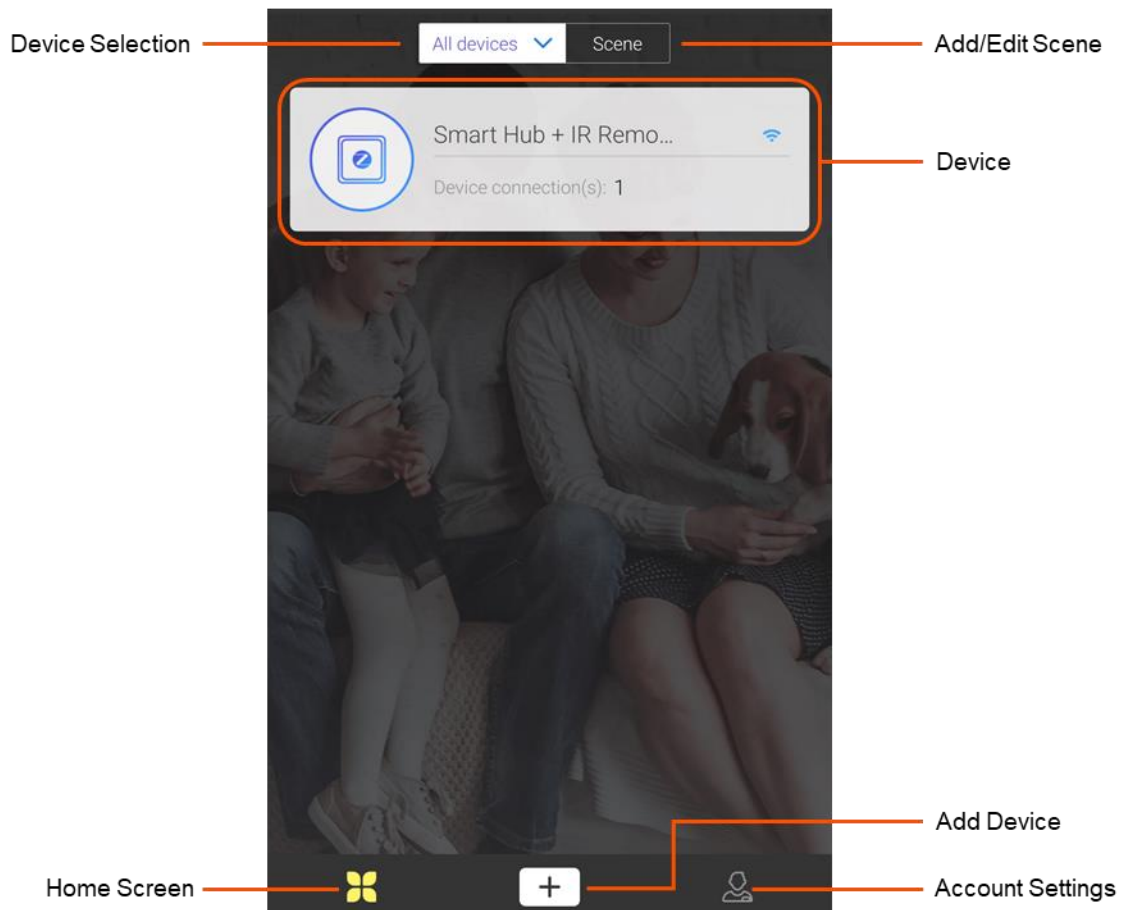 Device Selection
All devices
Scene
Add/Edit Scene
Smart Hub + IR Remo...
Device
Device connection(s): 1
Add Device
Home Screen
Account Settings